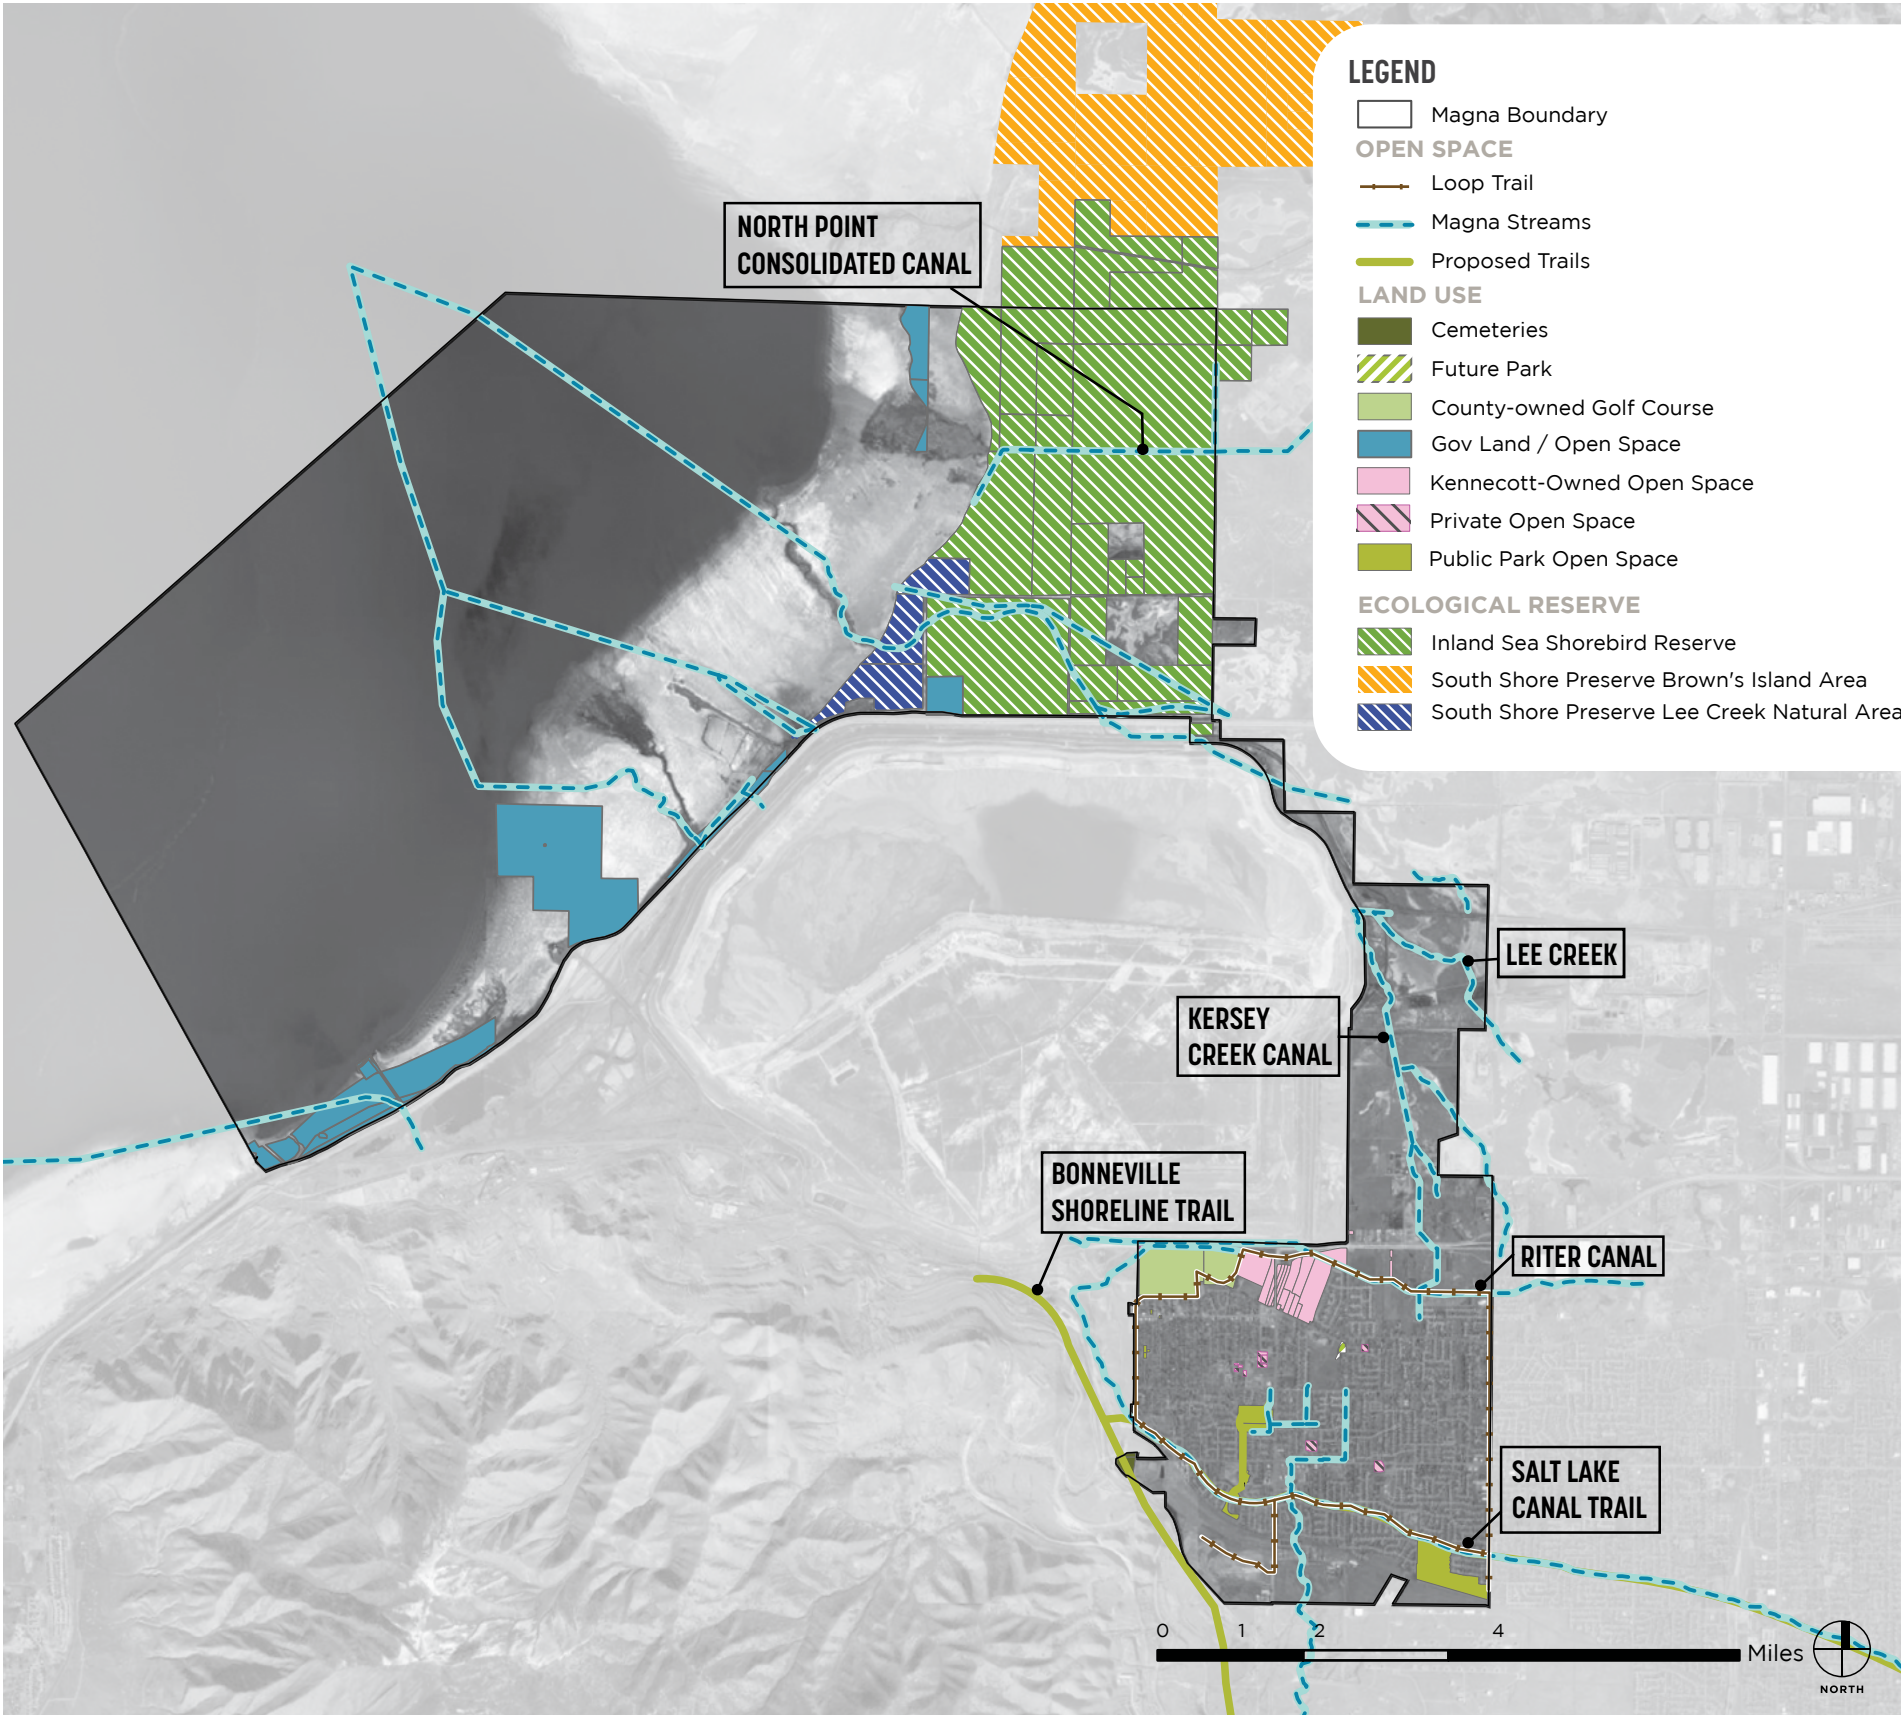 LEGEND
Magna Boundary
OPEN SPACE
Loop Trail
Magna Streams
Proposed Trails
LAND USE
Cemeteries
Future Park
County-owned Golf Course
Gov Land / Open Space
Kennecott-Owned Open Space
Private Open Space
Public Park Open Space
ECOLOGICAL RESERVE
Inland Sea Shorebird Reserve
South Shore Preserve Brown's Island Area
South Shore Preserve Lee Creek Natural Area
NORTH POINT
CONSOLIDATED CANAL
LEE CREEK
KERSEY
CREEK CANAL
BONNEVILLE
SHORELINE TRAIL
RITER CANAL
SALT LAKE
CANAL TRAIL
0 1 2 4
Miles
NORTH